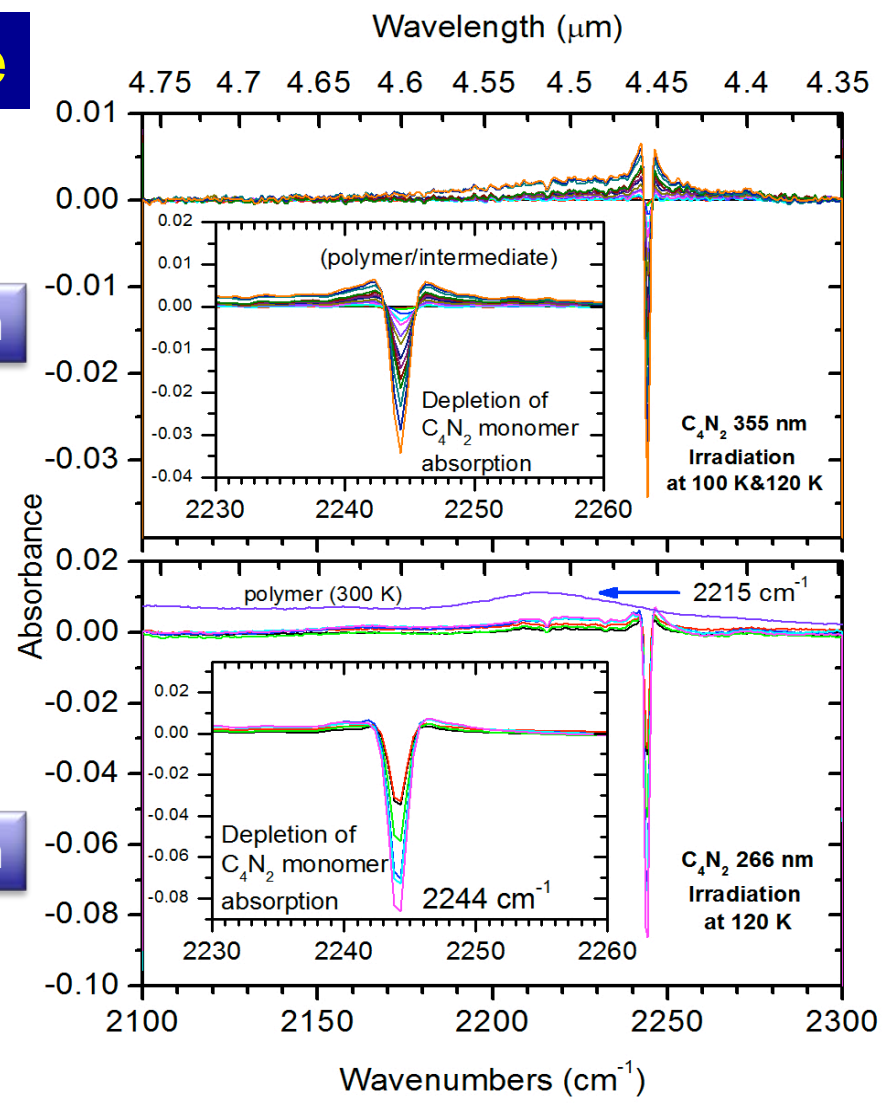 Wavelength (μm)
e
4.75 4.7 4.65 4.6 4.55 4.5 4.45 4.4 4.35
0.01
0.00
-0.01
-0.02
-0.03
0.02
0.01
0.00
-0.01
-0.02
-0.03
-0.04
(polymer/intermediate)
Depletion of
C₄N₂ monomer
absorption
2230 2240 2250 2260
C₄N₂ 355 nm
Irradiation
at 100 K&120 K
n
Absorbance
0.02
0.00
-0.02
-0.04
-0.06
-0.08
-0.10
polymer (300 K)
2215 cm⁻¹
0.02
0.00
-0.02
-0.04
-0.06
-0.08
Depletion of
C₄N₂ monomer
absorption
2244 cm⁻¹
2230 2240 2250 2260
C₄N₂ 266 nm
Irradiation
at 120 K
n
2100 2150 2200 2250 2300
Wavenumbers (cm⁻¹)